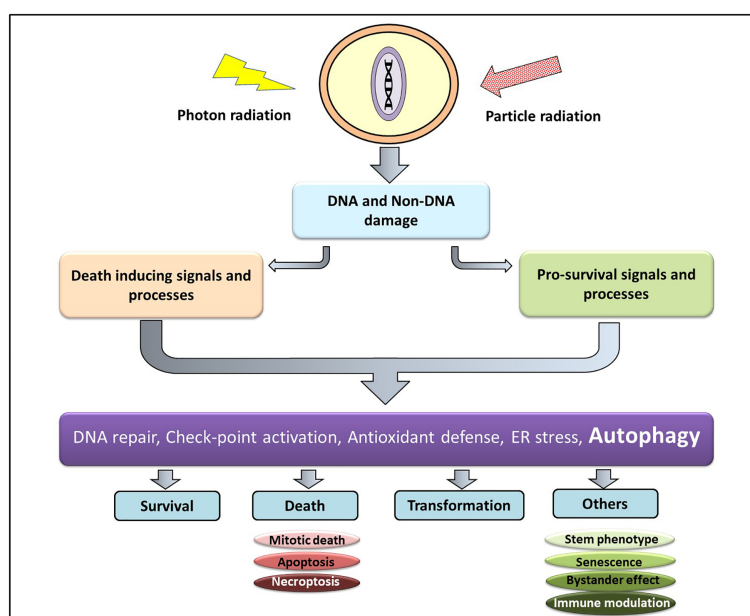 Photon radiation
Particle radiation
DNA and Non-DNA
damage
Death inducing signals and
processes
Pro-survival signals and
processes
DNA repair, Check-point activation, Antioxidant defense, ER stress, Autophagy
Survival
Death
Transformation
Others
Mitotic death
Apoptosis
Necroptosis
Stem phenotype
Senescence
Bystander effect
Immune modulation